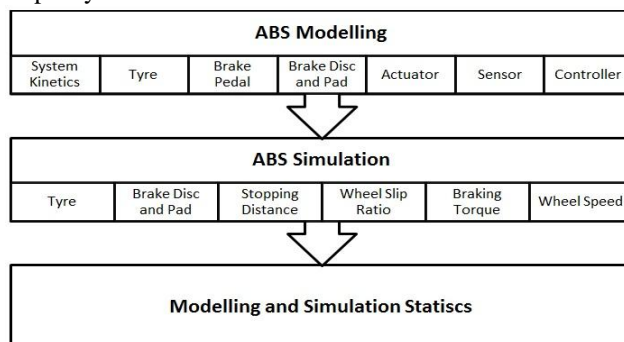 ABS Modelling
System Kinetics
Tyre
Brake Pedal
Brake Disc and Pad
Actuator
Sensor
Controller
ABS Simulation
Tyre
Brake Disc and Pad
Stopping Distance
Wheel Slip Ratio
Braking Torque
Wheel Speed
Modelling and Simulation Statiscs